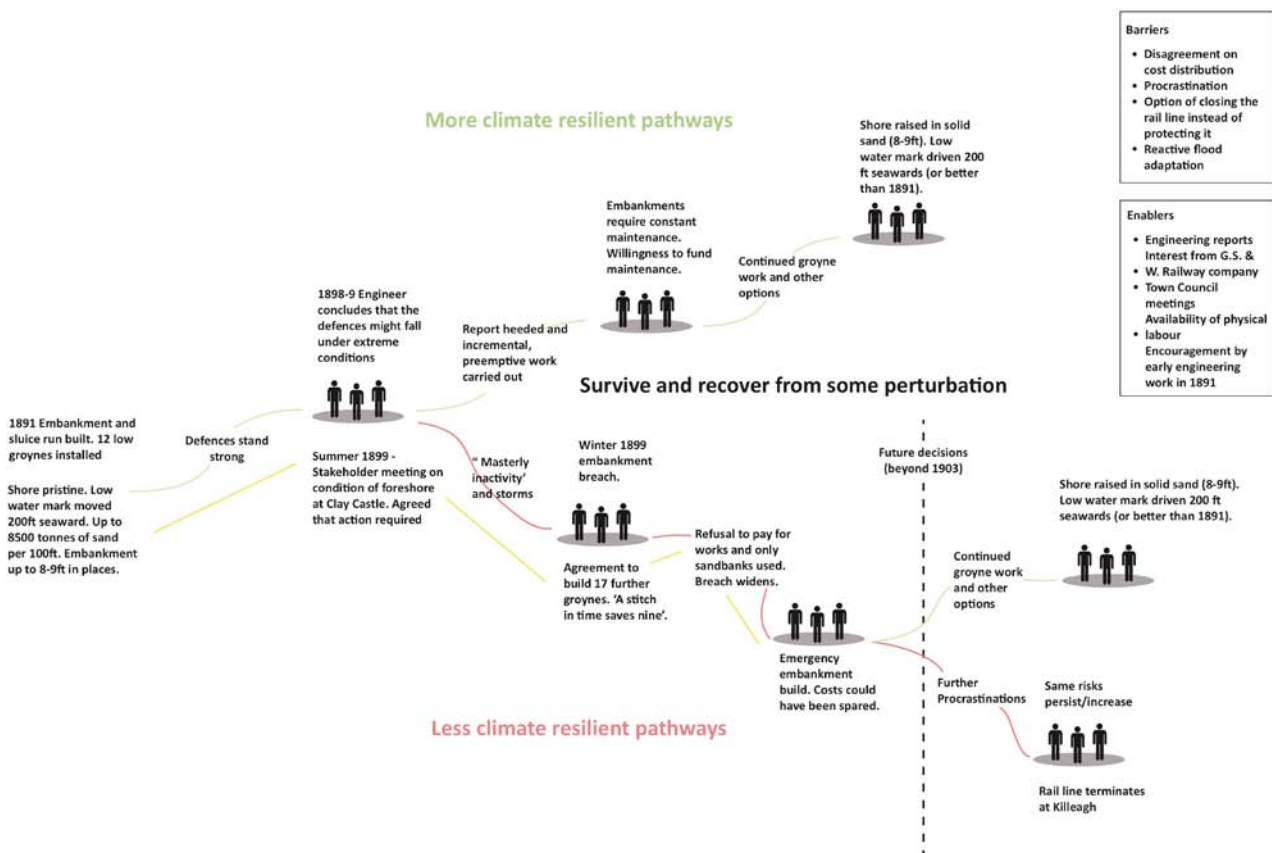 Barriers
• Disagreement on
cost distribution
• Procrastination
• Option of closing the
rail line instead of
protecting it
• Reactive flood
adaptation
Enablers
• Engineering reports
Interest from G.S. &
• W. Railway company
• Town Council
meetings
Availability of physical
• labour
Encouragement by
early engineering
work in 1891
More climate resilient pathways
Shore raised in solid
sand (8-9ft). Low
water mark driven 200
ft seawards (or better
than 1891).
Embankments
require constant
maintenance.
Willingness to fund
maintenance.
Continued groyne
work and other
options
1898-9 Engineer
concludes that the
defences might fall
under extreme
conditions
Report heeded and
incremental,
preemptive work
carried out
Survive and recover from some perturbation
1891 Embankment and
sluice run built. 12 low
groynes installed
Defences stand
strong
Shore pristine. Low
water mark moved
200ft seaward. Up to
8500 tonnes of sand
per 100ft. Embankment
up to 8-9ft in places.
Summer 1899 -
Stakeholder meeting on
condition of foreshore
at Clay Castle. Agreed
that action required
“ Masterly
inactivity’
and storms
Winter 1899
embankment
breach.
Agreement to
build 17 further
groynes. ‘A stitch
in time saves nine’.
Refusal to pay for
works and only
sandbanks used.
Breach widens.
Emergency
embankment
build. Costs could
have been spared.
Future decisions
(beyond 1903)
Shore raised in solid sand (8-9ft).
Low water mark driven 200 ft
seawards (or better than 1891).
Continued
groyne work
and other
options
Further
Procrastinations
Same risks
persist/increase
Rail line terminates
at Killeagh
Less climate resilient pathways